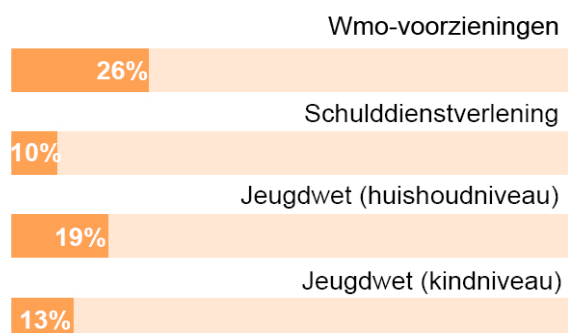 Wmo-voorzieningen
26%
Schulddienstverlening
10%
Jeugdwet (huishoudniveau)
19%
Jeugdwet (kindniveau)
13%